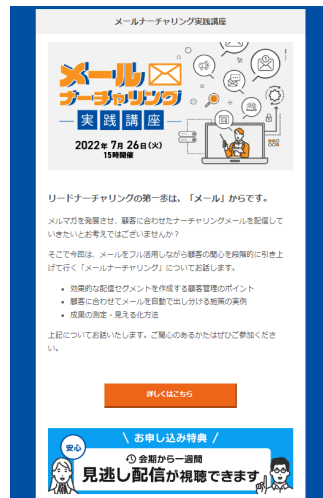 メールナーチャリング実践講座
メール
ナーチャリング
実践講座
2022年 7月 26日(火)
15時開催
リードナーチャリングの第一歩は、「メール」からです。
メルマガを発展させ、顧客に合わせたナーチャリングメールを配信して
いきたいとお考えではございませんか？
そこで今回は、メールをフル活用しながら顧客の関心を段階的に引き上
げて行く「メールナーチャリング」についてお話します。
• 効果的な配信セグメントを作成する顧客管理のポイント
• 顧客に合わせてメールを自動で出し分ける施策の実例
• 成果の測定・見える化方法
上記についてお話いたします。ご関心のあるかたはぜひご参加くださ
い。
詳しくはこちら
\ お申し込み特典 /
安心
会期から一週間
見逃し配信が視聴できます